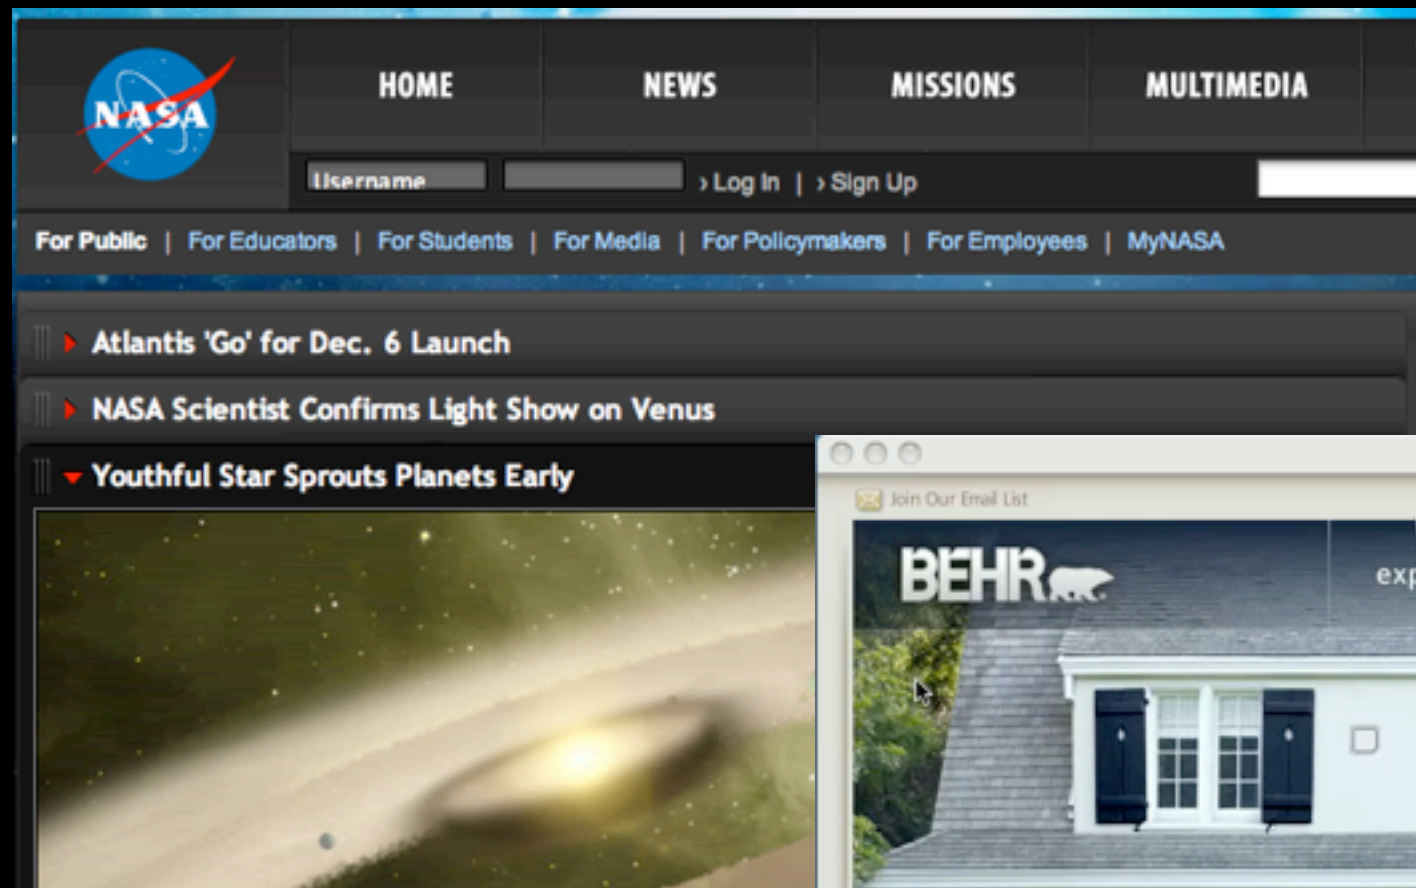 NASA
HOME NEWS MISSIONS MULTIMEDIA
Username › Log In | › Sign Up
For Public | For Educators | For Students | For Media | For Policymakers | For Employees | MyNASA
Atlantis 'Go' for Dec. 6 Launch
NASA Scientist Confirms Light Show on Venus
Youthful Star Sprouts Planets Early
Join Our Email List
BEHR
exp